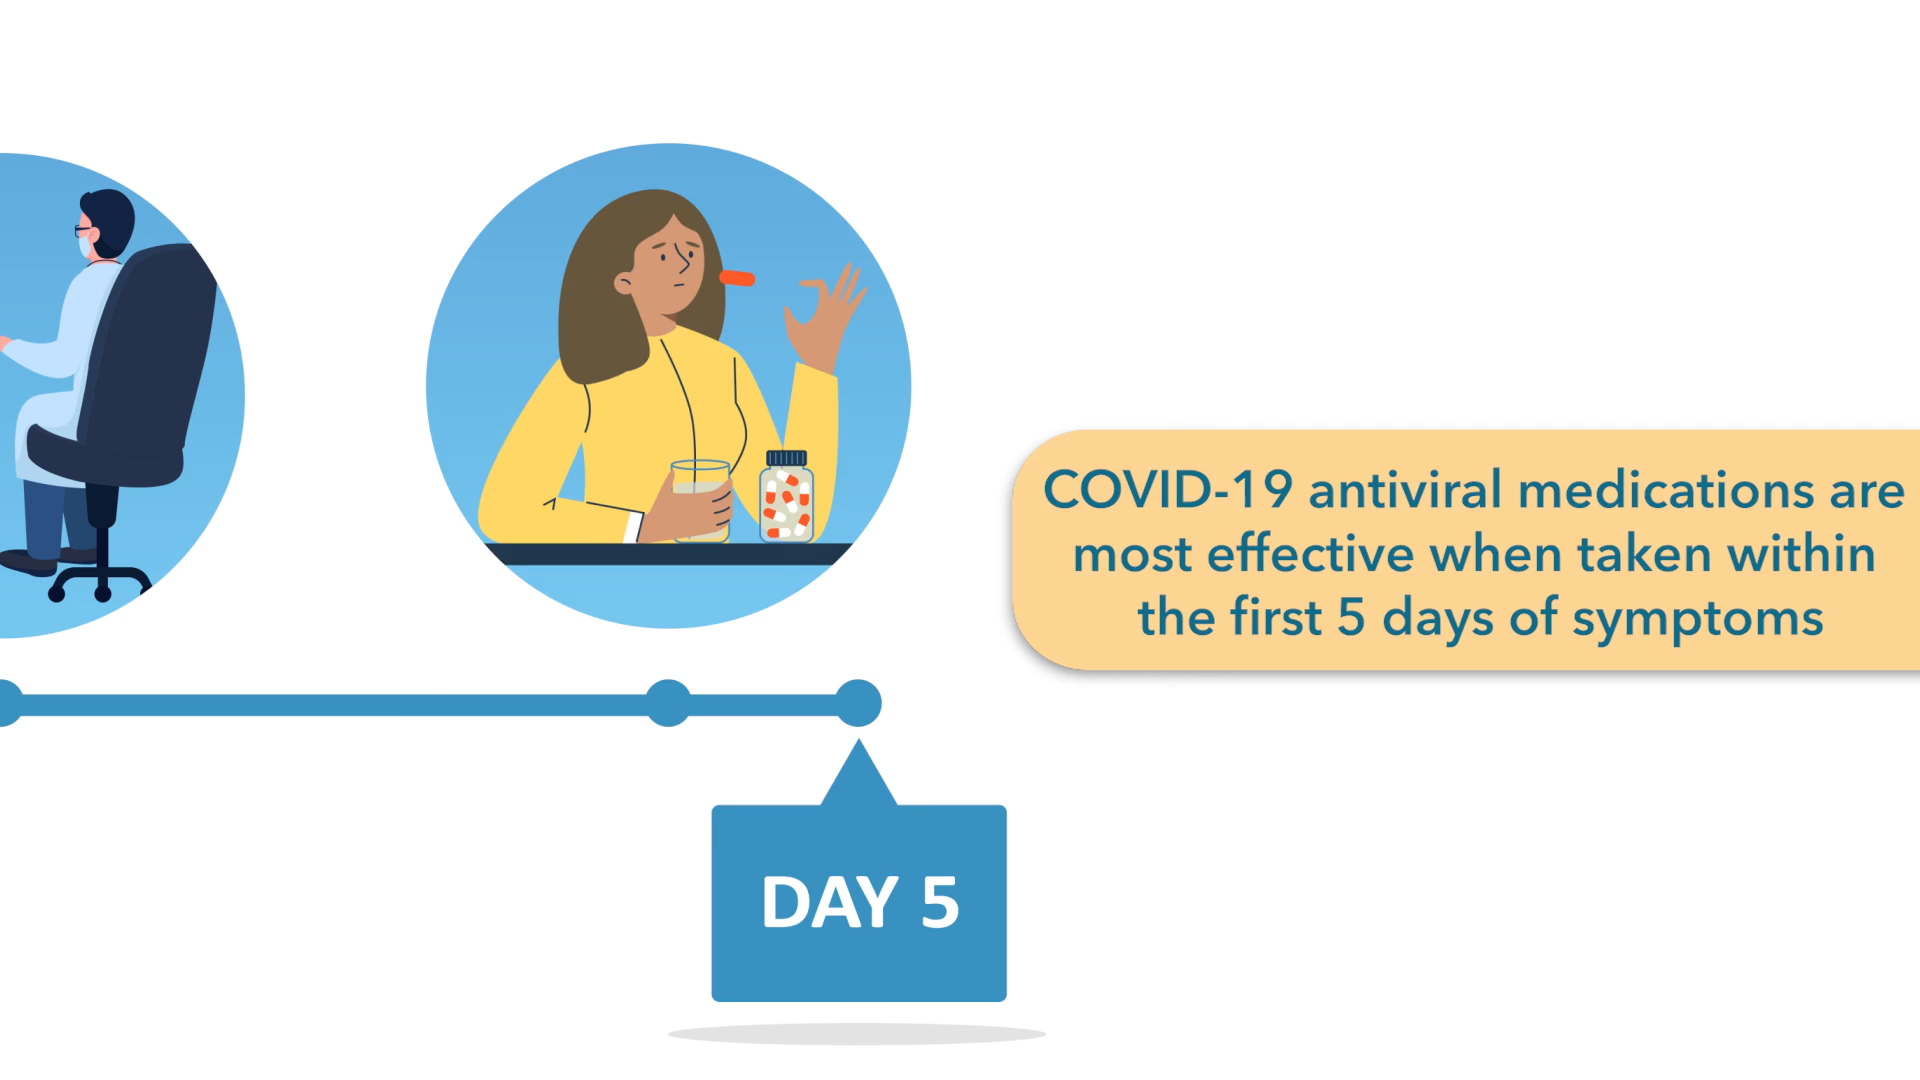 COVID-19 antiviral medications are
most effective when taken within
the first 5 days of symptoms
DAY 5